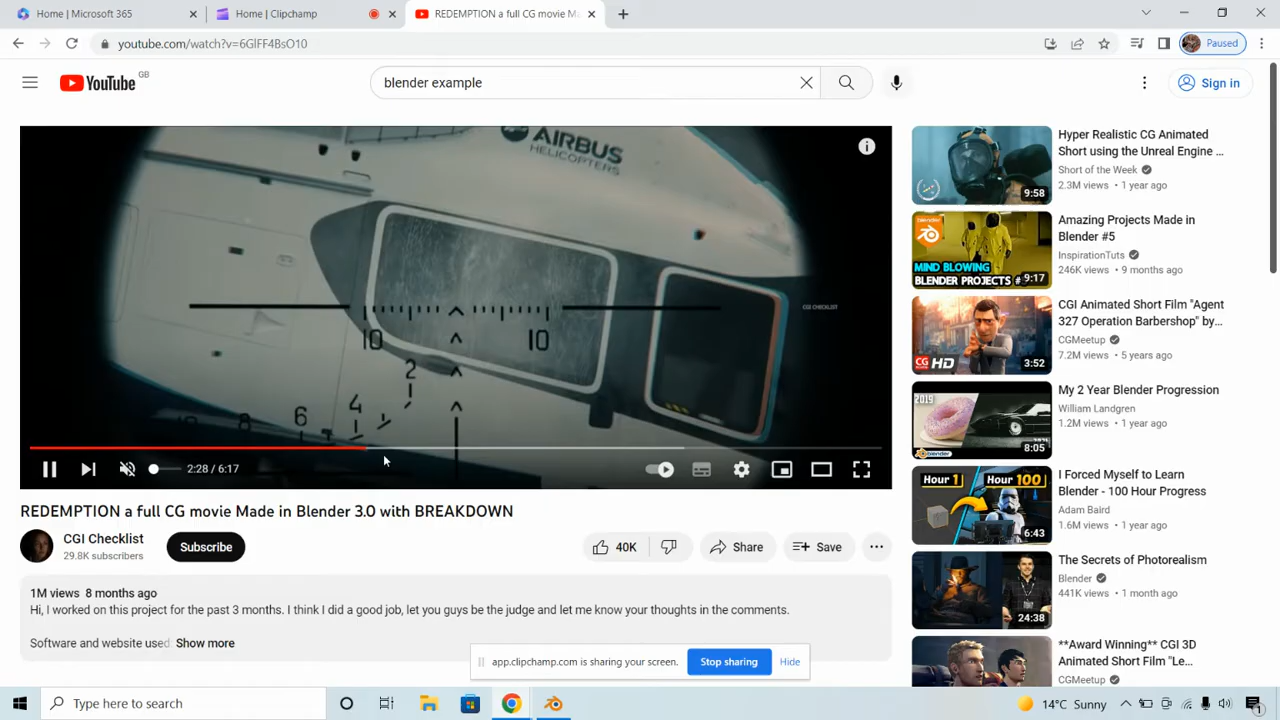 Home | Microsoft 365
Home | Clipchamp
REDEMPTION a full CG movie Ma
youtube.com/watch?v=6GlFF4BsO10
Paused
YouTube GB
blender example
Sign in
AIRBUS
HELICOPTERS
CGI CHECKLIST
10
10
2
4
6
8
10
2:28 / 6:17
REDEMPTION a full CG movie Made in Blender 3.0 with BREAKDOWN
CGI Checklist
29.8K subscribers
Subscribe
40K
Share
Save
1M views 8 months ago
Hi, I worked on this project for the past 3 months. I think I did a good job, let you guys be the judge and let me know your thoughts in the comments.
Software and website used
Show more
9:58
Hyper Realistic CG Animated
Short using the Unreal Engine ...
Short of the Week
2.3M views • 1 year ago
blender
MIND BLOWING
BLENDER PROJECTS #
9:17
Amazing Projects Made in
Blender #5
InspirationTuts
246K views • 9 months ago
CG HD
3:52
CGI Animated Short Film "Agent
327 Operation Barbershop" by...
CGMeetup
7.2M views • 5 years ago
2019
blender
8:05
My 2 Year Blender Progression
William Landgren
1.2M views • 1 year ago
Hour 1
Hour 100
6:43
I Forced Myself to Learn
Blender - 100 Hour Progress
Adam Baird
1.6M views • 1 year ago
24:38
The Secrets of Photorealism
Blender
441K views • 1 month ago
**Award Winning** CGI 3D
Animated Short Film "Le...
CGMeetup
app.clipchamp.com is sharing your screen.
Stop sharing
Hide
Type here to search
14°C Sunny
1